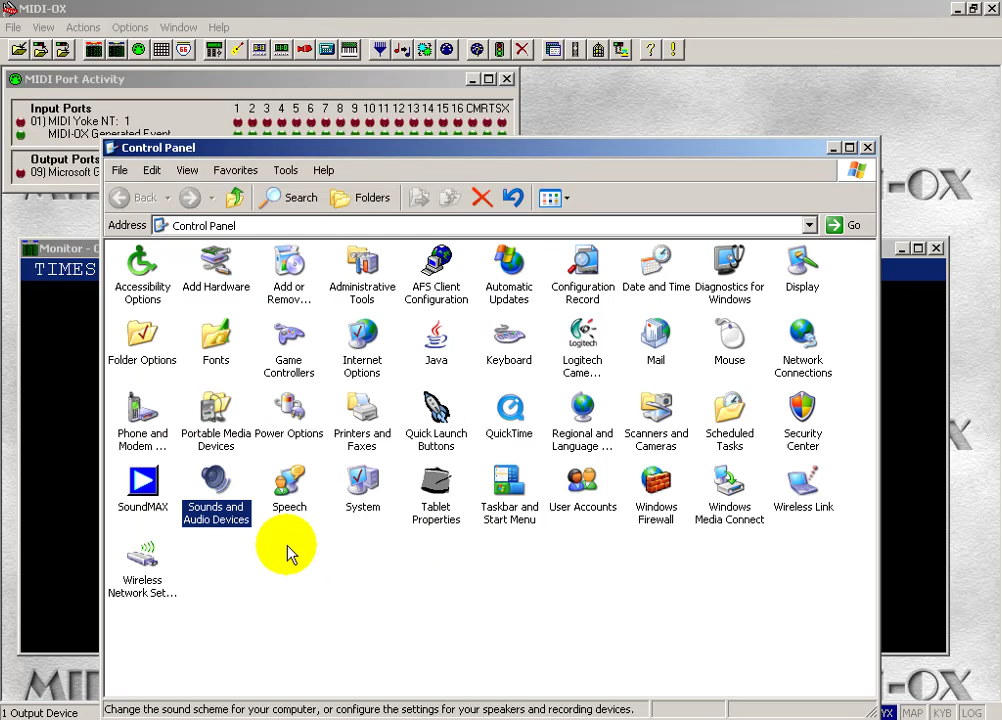 MIDI-OX
File View Actions Options Window Help
MIDI Port Activity
Input Ports 1 2 3 4 5 6 7 8 9 10 11 12 13 14 15 16 CMRTSX
01) MIDI Yoke NT: 1
MIDI-OX Generated Event
Output Ports
09) Microsoft G
Control Panel
File Edit View Favorites Tools Help
Back Search Folders
Address Control Panel Go
Monitor - C
TIMES
Accessibility
Options
Add Hardware
Add or
Remov...
Administrative
Tools
AFS Client
Configuration
Automatic
Updates
Configuration
Record
Date and Time
Diagnostics for
Windows
Display
Folder Options
Fonts
Game
Controllers
Internet
Options
Java
Keyboard
Logitech
Logitech
Came...
Mail
Mouse
Network
Connections
Phone and
Modem ...
Portable Media
Devices
Power Options
Printers and
Faxes
Quick Launch
Buttons
QuickTime
Regional and
Language ...
Scanners and
Cameras
Scheduled
Tasks
Security
Center
SoundMAX
Sounds and
Audio Devices
Speech
System
Tablet
Properties
Taskbar and
Start Menu
User Accounts
Windows
Firewall
Windows
Media Connect
Wireless Link
Wireless
Network Set...
Change the sound scheme for your computer, or configure the settings for your speakers and recording devices.
1 Output Device
YX MAP KYB LOG